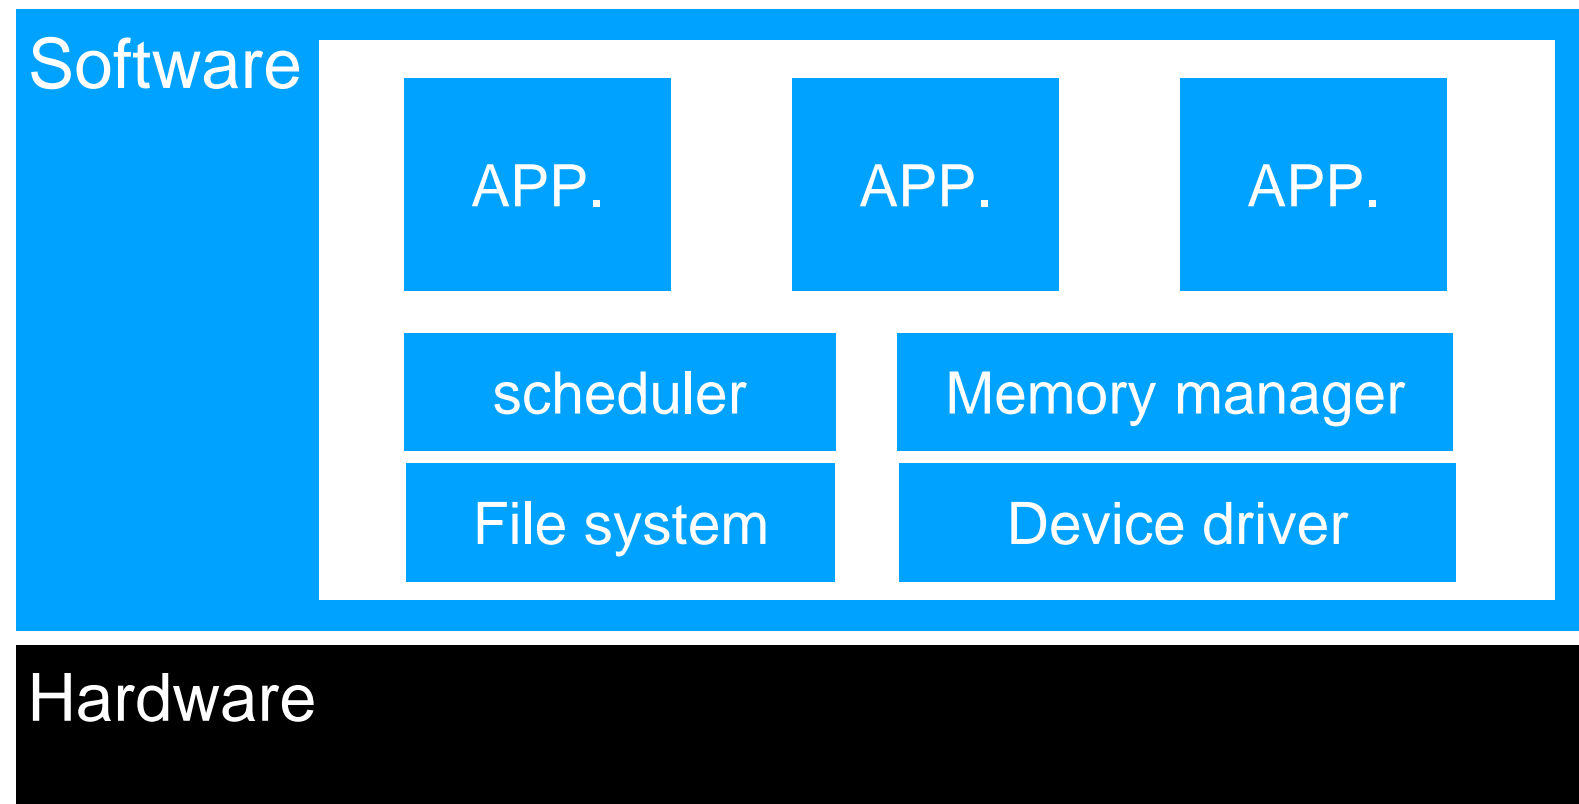 Software
APP.
APP.
APP.
scheduler
Memory manager
File system
Device driver
Hardware